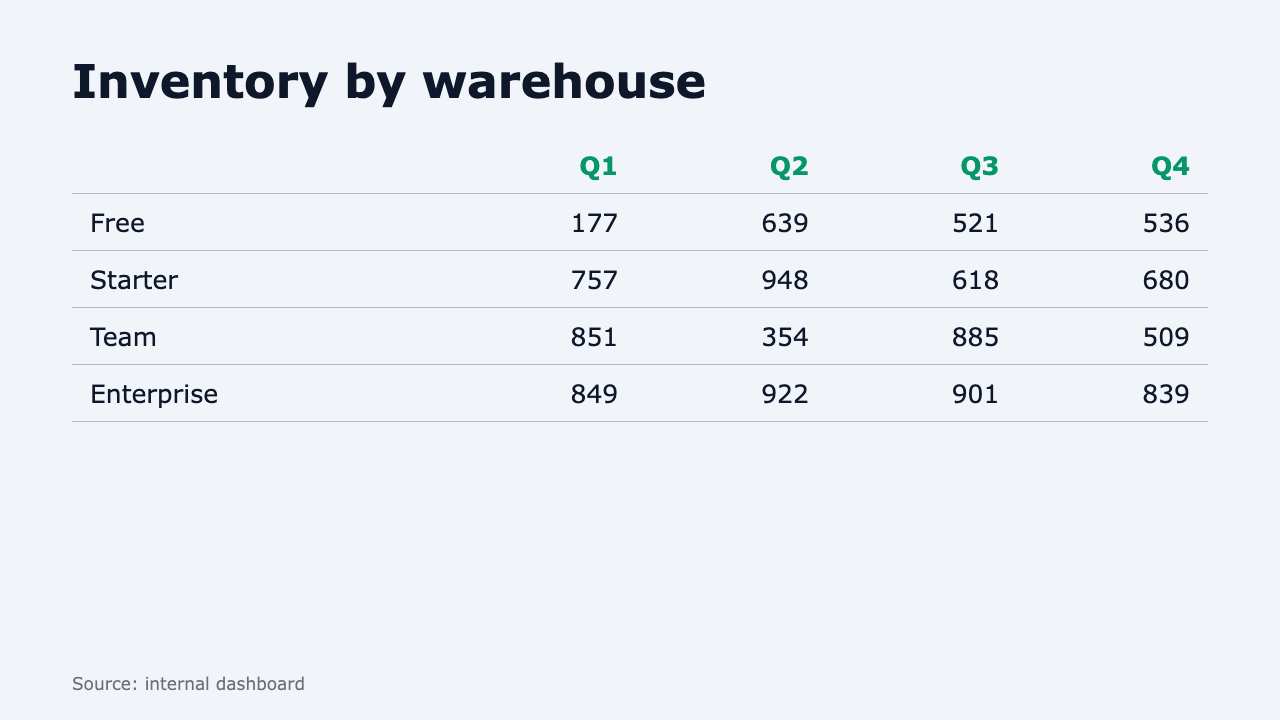 Inventory by warehouse
Q1 Q2 Q3 Q4
Free 177 639 521 536
Starter 757 948 618 680
Team 851 354 885 509
Enterprise 849 922 901 839
Source: internal dashboard